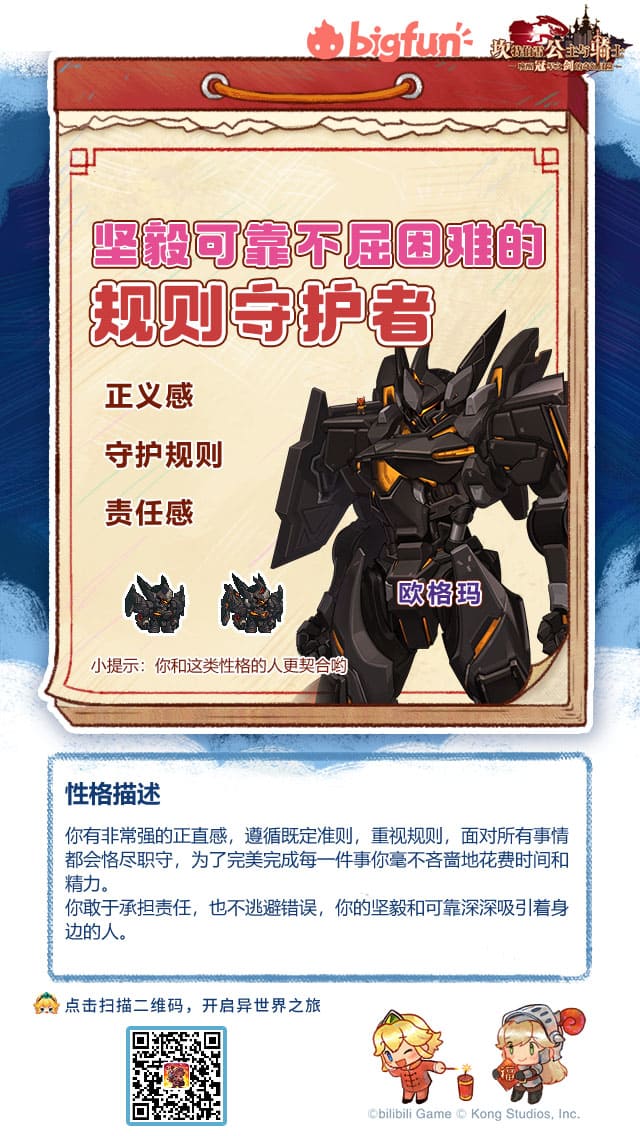 bigfun
坎特伯雷公主与骑士
坚毅可靠不屈困难的
规则守护者
正义感
守护规则
责任感
欧格玛
小提示：你和这类性格的人更契合哟
性格描述
你有非常强的正直感，遵循既定准则，重视规则，面对所有事情
都会恪尽职守，为了完美完成每一件事你毫不吝啬地花费时间和
精力。
你敢于承担责任，也不逃避错误，你的坚毅和可靠深深吸引着身
边的人。
点击扫描二维码，开启异世界之旅
福
©bilibili Game © Kong Studios, Inc.